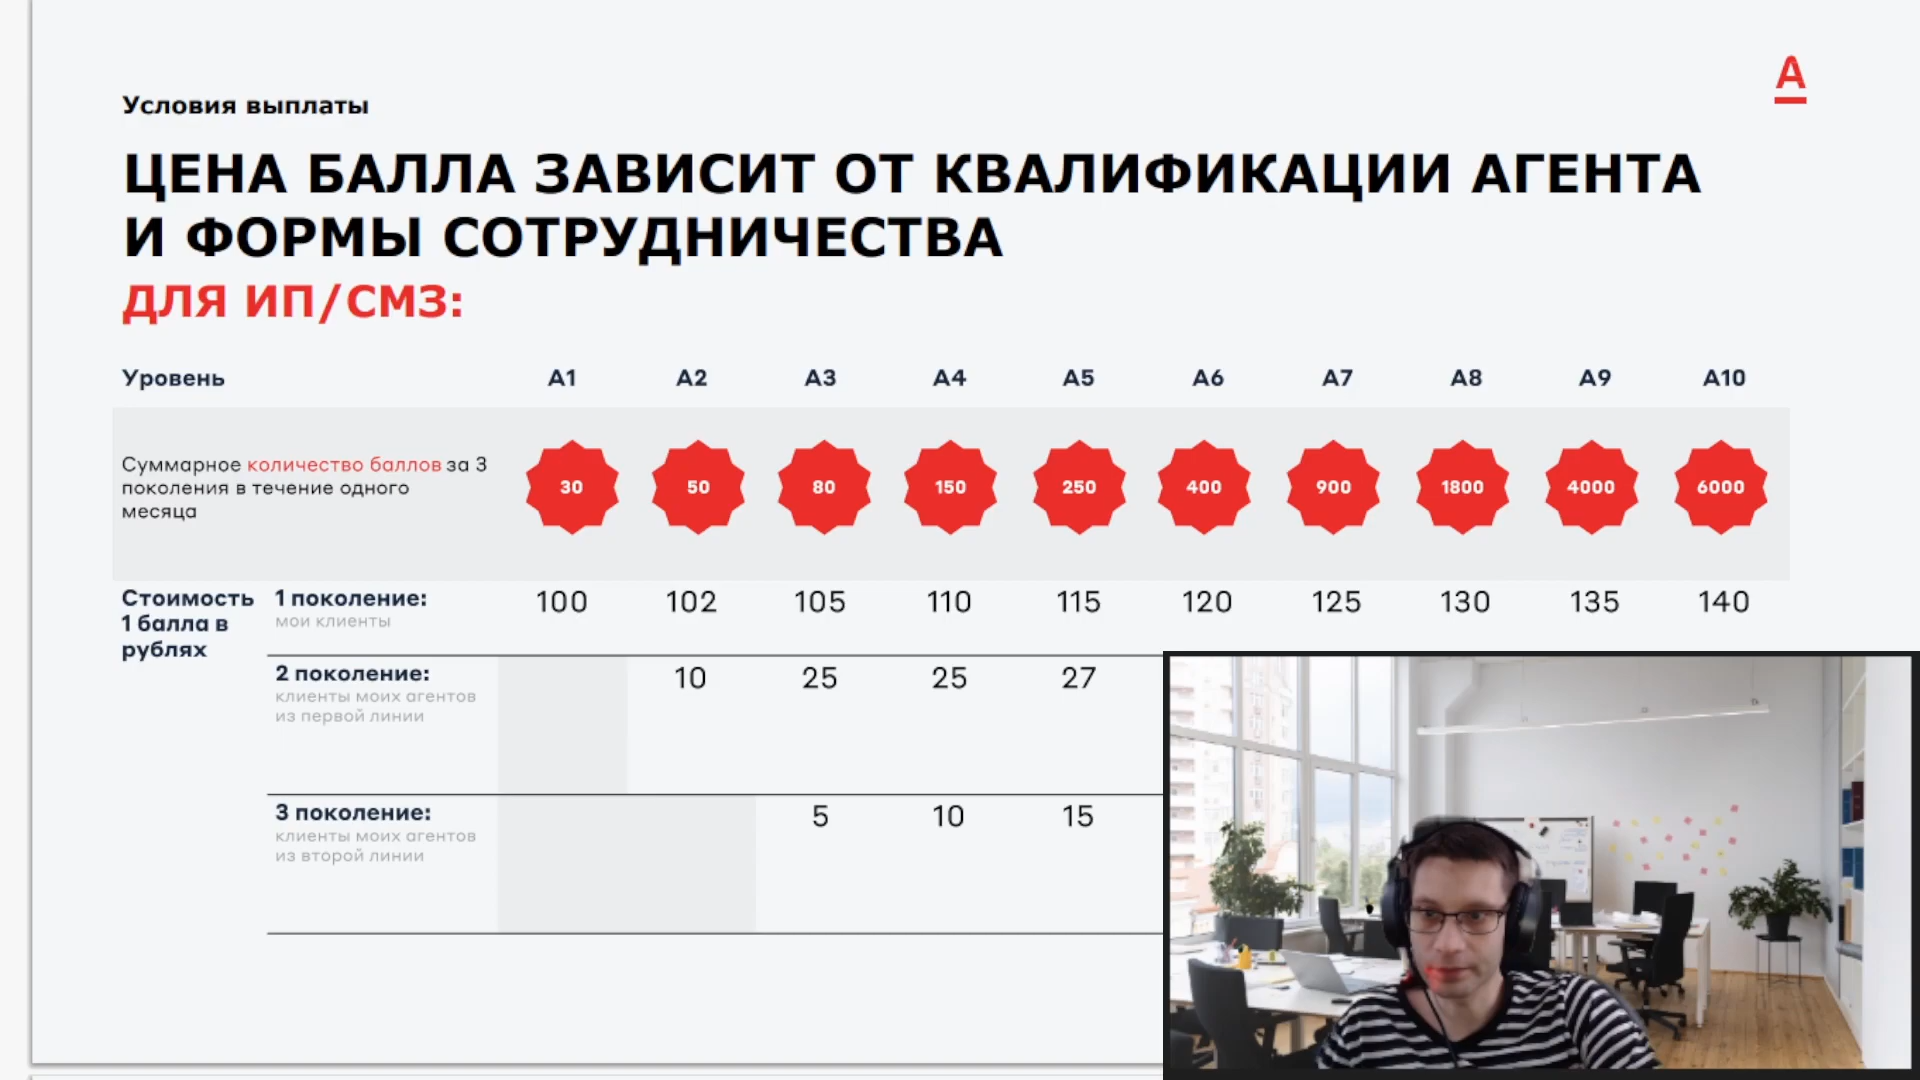 Условия выплаты
А
ЦЕНА БАЛЛА ЗАВИСИТ ОТ КВАЛИФИКАЦИИ АГЕНТА
И ФОРМЫ СОТРУДНИЧЕСТВА
ДЛЯ ИП/СМЗ:
Уровень А1 А2 А3 А4 А5 А6 А7 А8 А9 А10
Суммарное количество баллов за 3
поколения в течение одного
месяца
30 50 80 150 250 400 900 1800 4000 6000
Стоимость
1 балла в
рублях
1 поколение: 100 102 105 110 115 120 125 130 135 140
мои клиенты
2 поколение: 10 25 25 27
клиенты моих агентов
из первой линии
3 поколение: 5 10 15
клиенты моих агентов
из второй линии